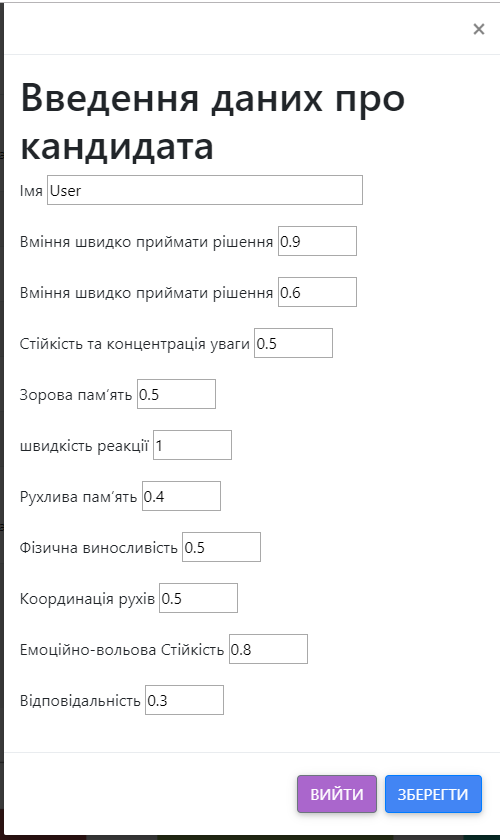 ×
Введення даних про
кандидата
Імя User
Вміння швидко приймати рішення 0.9
Вміння швидко приймати рішення 0.6
Стійкість та концентрація уваги 0.5
Зорова пам'ять 0.5
швидкість реакції 1
Рухлива пам'ять 0.4
Фізична виносливість 0.5
Координація рухів 0.5
Емоційно-вольова Стійкість 0.8
Відповідальність 0.3
ВИЙТИ ЗБЕРЕГТИ